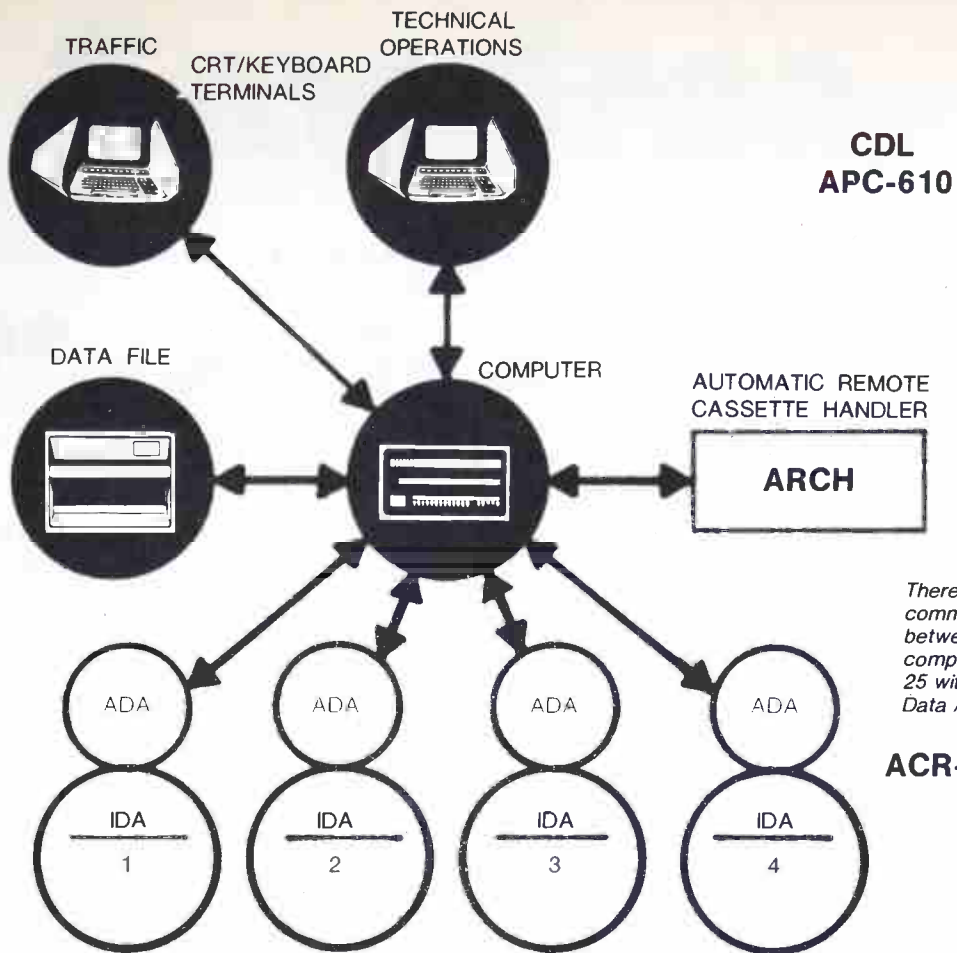 TRAFFIC
CRT/KEYBOARD
TERMINALS
TECHNICAL
OPERATIONS
CDL
APC-610
DATA FILE
COMPUTER
AUTOMATIC REMOTE
CASSETTE HANDLER
ARCH
There
comm
betwe
comp
25 wit
Data A
ADA
ADA
ADA
ADA
ACR-
IDA
1
IDA
2
IDA
3
IDA
4